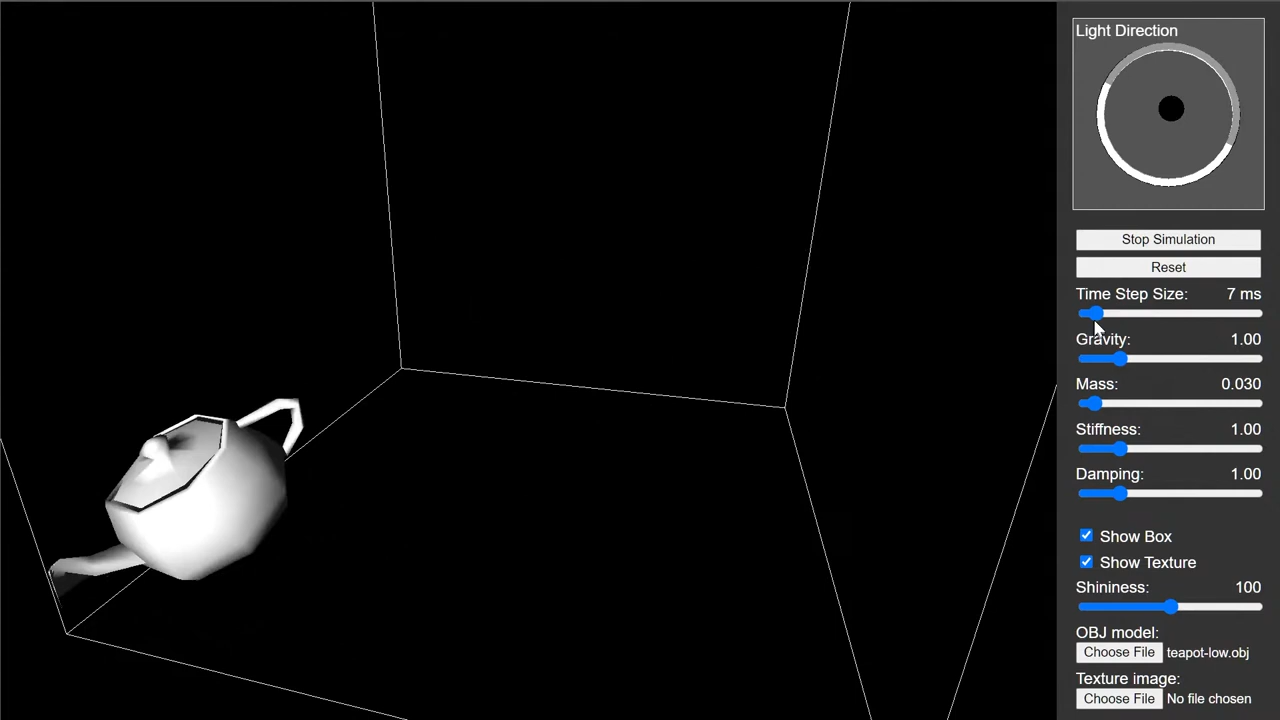 Light Direction
Stop Simulation
Reset
Time Step Size: 7 ms
Gravity: 1.00
Mass: 0.030
Stiffness: 1.00
Damping: 1.00
Show Box
Show Texture
Shininess: 100
OBJ model:
Choose File teapot-low.obj
Texture image:
Choose File No file chosen